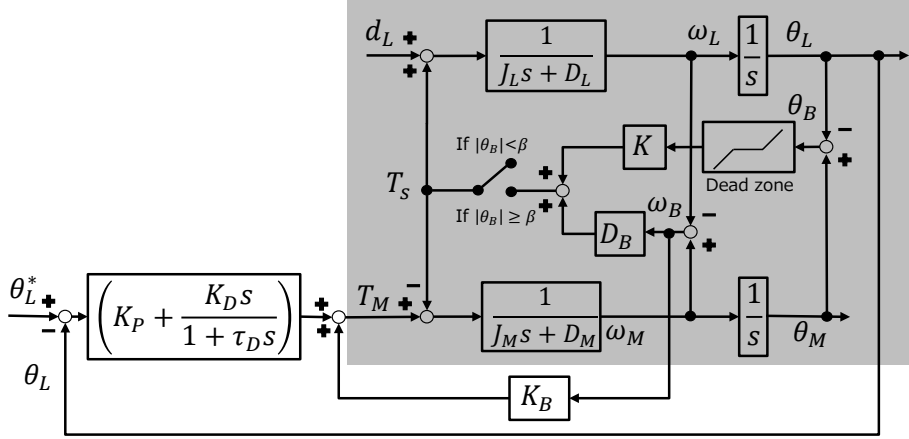 d_L
+
+
1
J_L s + D_L
ω_L
1
s
θ_L
θ_B
−
+
K
Dead zone
If |θ_B|<β
T_s
If |θ_B| ≥ β
+
+
D_B
ω_B
−
+
θ_L^*
+
−
(K_P + K_D s / 1 + τ_D s)
+
+
T_M
−
+
1
J_M s + D_M
ω_M
1
s
θ_M
θ_L
K_B